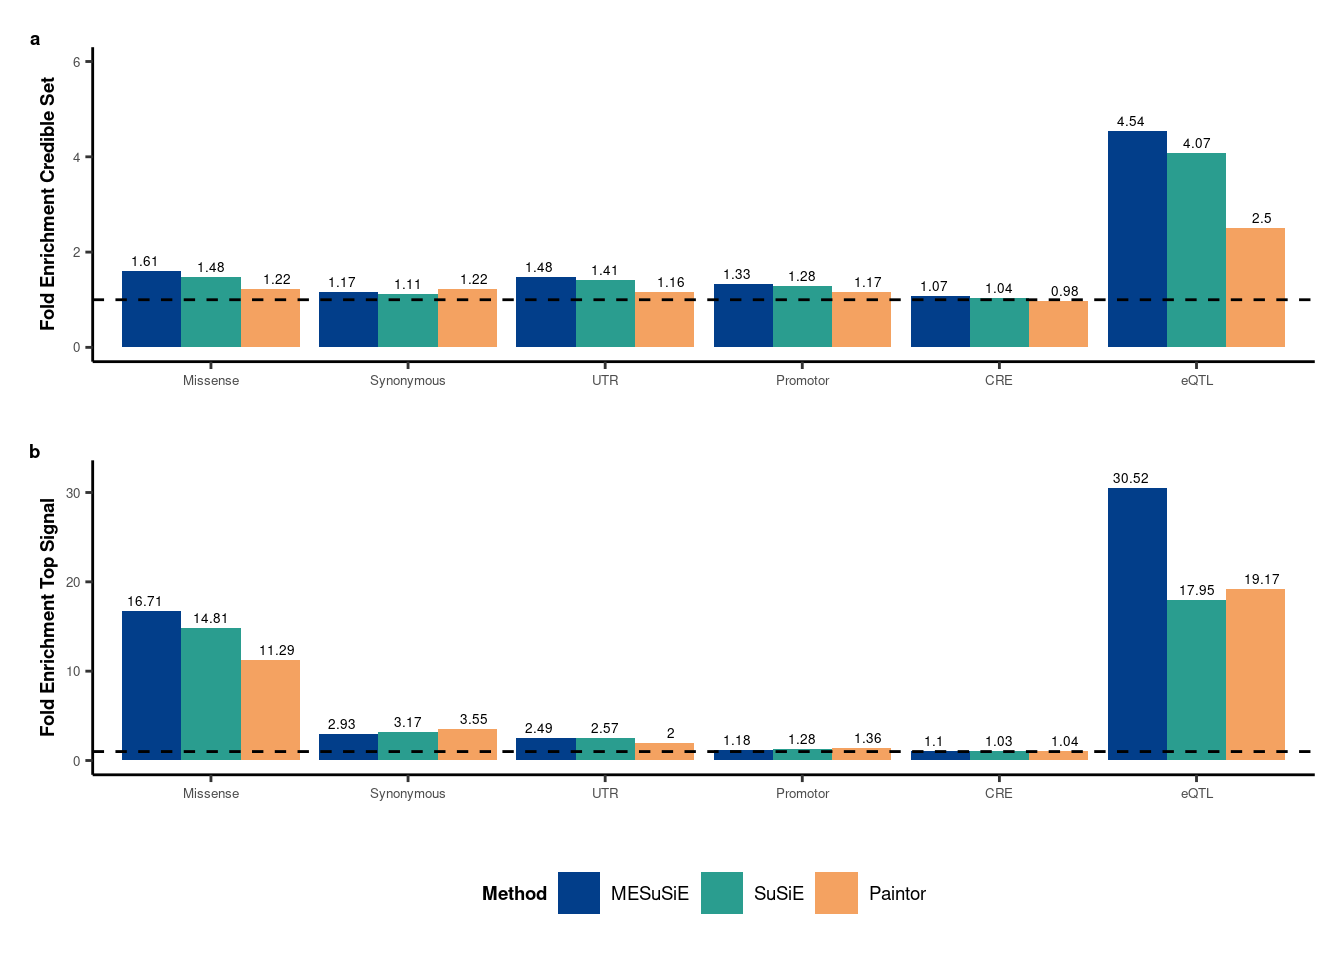 a
Fold Enrichment Credible Set
6
4
2
0
1.61 1.48 1.22
1.17 1.11 1.22
1.48 1.41 1.16
1.33 1.28 1.17
1.07 1.04 0.98
4.54 4.07 2.5
Missense Synonymous UTR Promotor CRE eQTL
b
Fold Enrichment Top Signal
30
20
10
0
16.71 14.81 11.29
2.93 3.17 3.55
2.49 2.57 2
1.18 1.28 1.36
1.1 1.03 1.04
30.52 17.95 19.17
Missense Synonymous UTR Promotor CRE eQTL
Method MESuSiE SuSiE Paintor